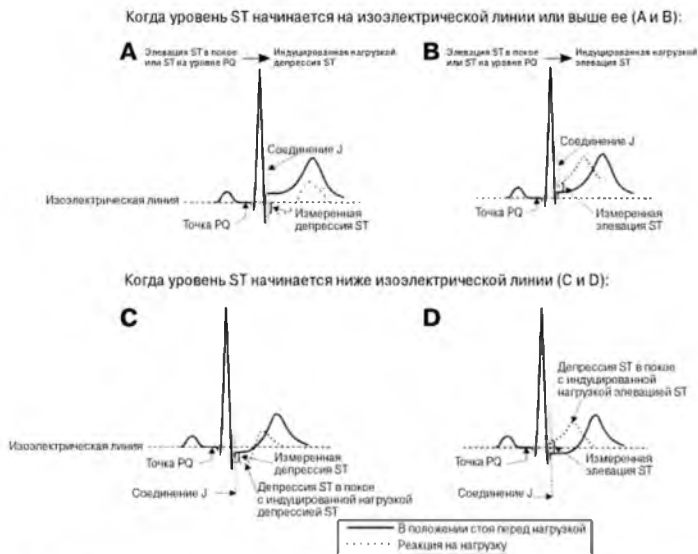 Когда уровень ST начинается на изоэлектрической линии или выше ее (А и В):
A
Элевация ST в покое
или ST на уровне PQ
Индуцированная нагрузкой
депрессия ST
Соединение J
Изоэлектрическая линия
Точка PQ
Измеренная
депрессия ST
B
Элевация ST в покое
или ST на уровне PQ
Индуцированная нагрузкой
элевация ST
Соединение J
Точка PQ
Измеренная
элевация ST
Когда уровень ST начинается ниже изоэлектрической линии (C и D):
C
Изоэлектрическая линия
Точка PQ
Измеренная
депрессия ST
Соединение J
Депрессия ST в покое
с индуцированной нагрузкой
депрессией ST
D
Депрессия ST в покое
с индуцированной
нагрузкой элевацией ST
Точка PQ
Измеренная
элевация ST
Соединение J
В положении стоя перед нагрузкой
Реакция на нагрузку